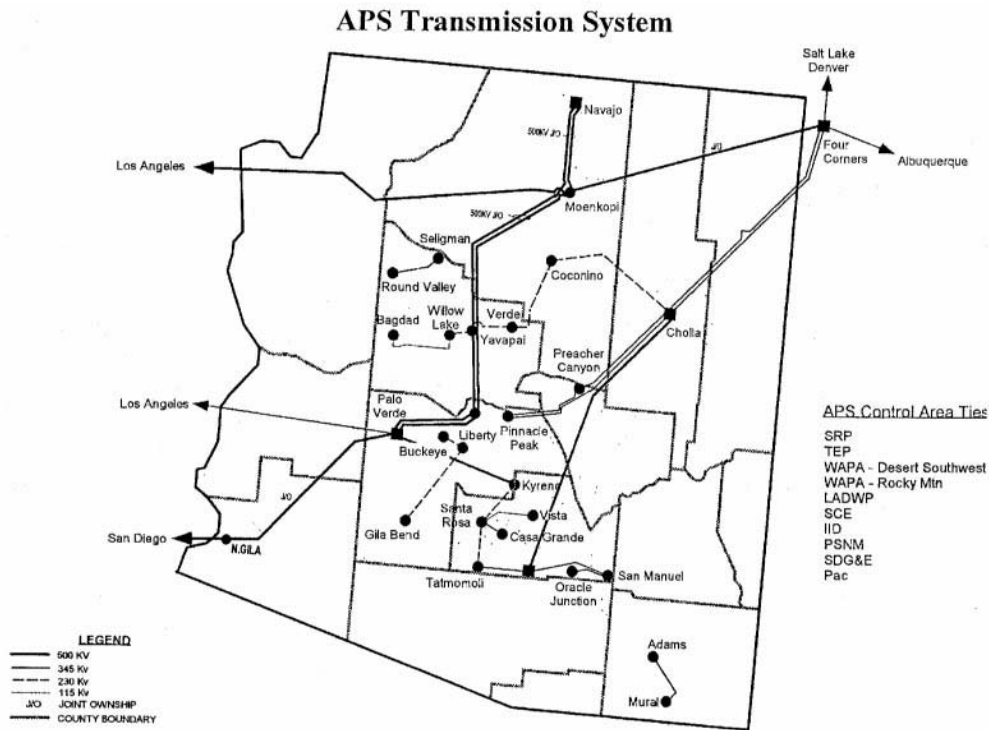 APS Transmission System
Salt Lake
Denver
Navajo
500KV J/O
J/O
Four
Corners
Albuquerque
Los Angeles
Moenkopi
500KV J/O
Seligman
Coconino
Round Valley
Bagdad
Willow
Lake
Verde
Yavapai
Cholla
Preacher
Canyon
Palo
Verde
Los Angeles
Liberty
Pinnacle
Peak
Buckeye
Kyrene
J/O
Santa
Rosa
Vista
Gila Bend
Casa Grande
San Diego
N.GILA
Tatmomoli
Oracle
Junction
San Manuel
Adams
Mural
APS Control Area Ties
SRP
TEP
WAPA - Desert Southwest
WAPA - Rocky Mtn
LADWP
SCE
IID
PSNM
SDG&E
Pac
LEGEND
500 KV
345 Kv
230 Kv
115 Kv
J/O JOINT OWNSHIP
COUNTY BOUNDARY